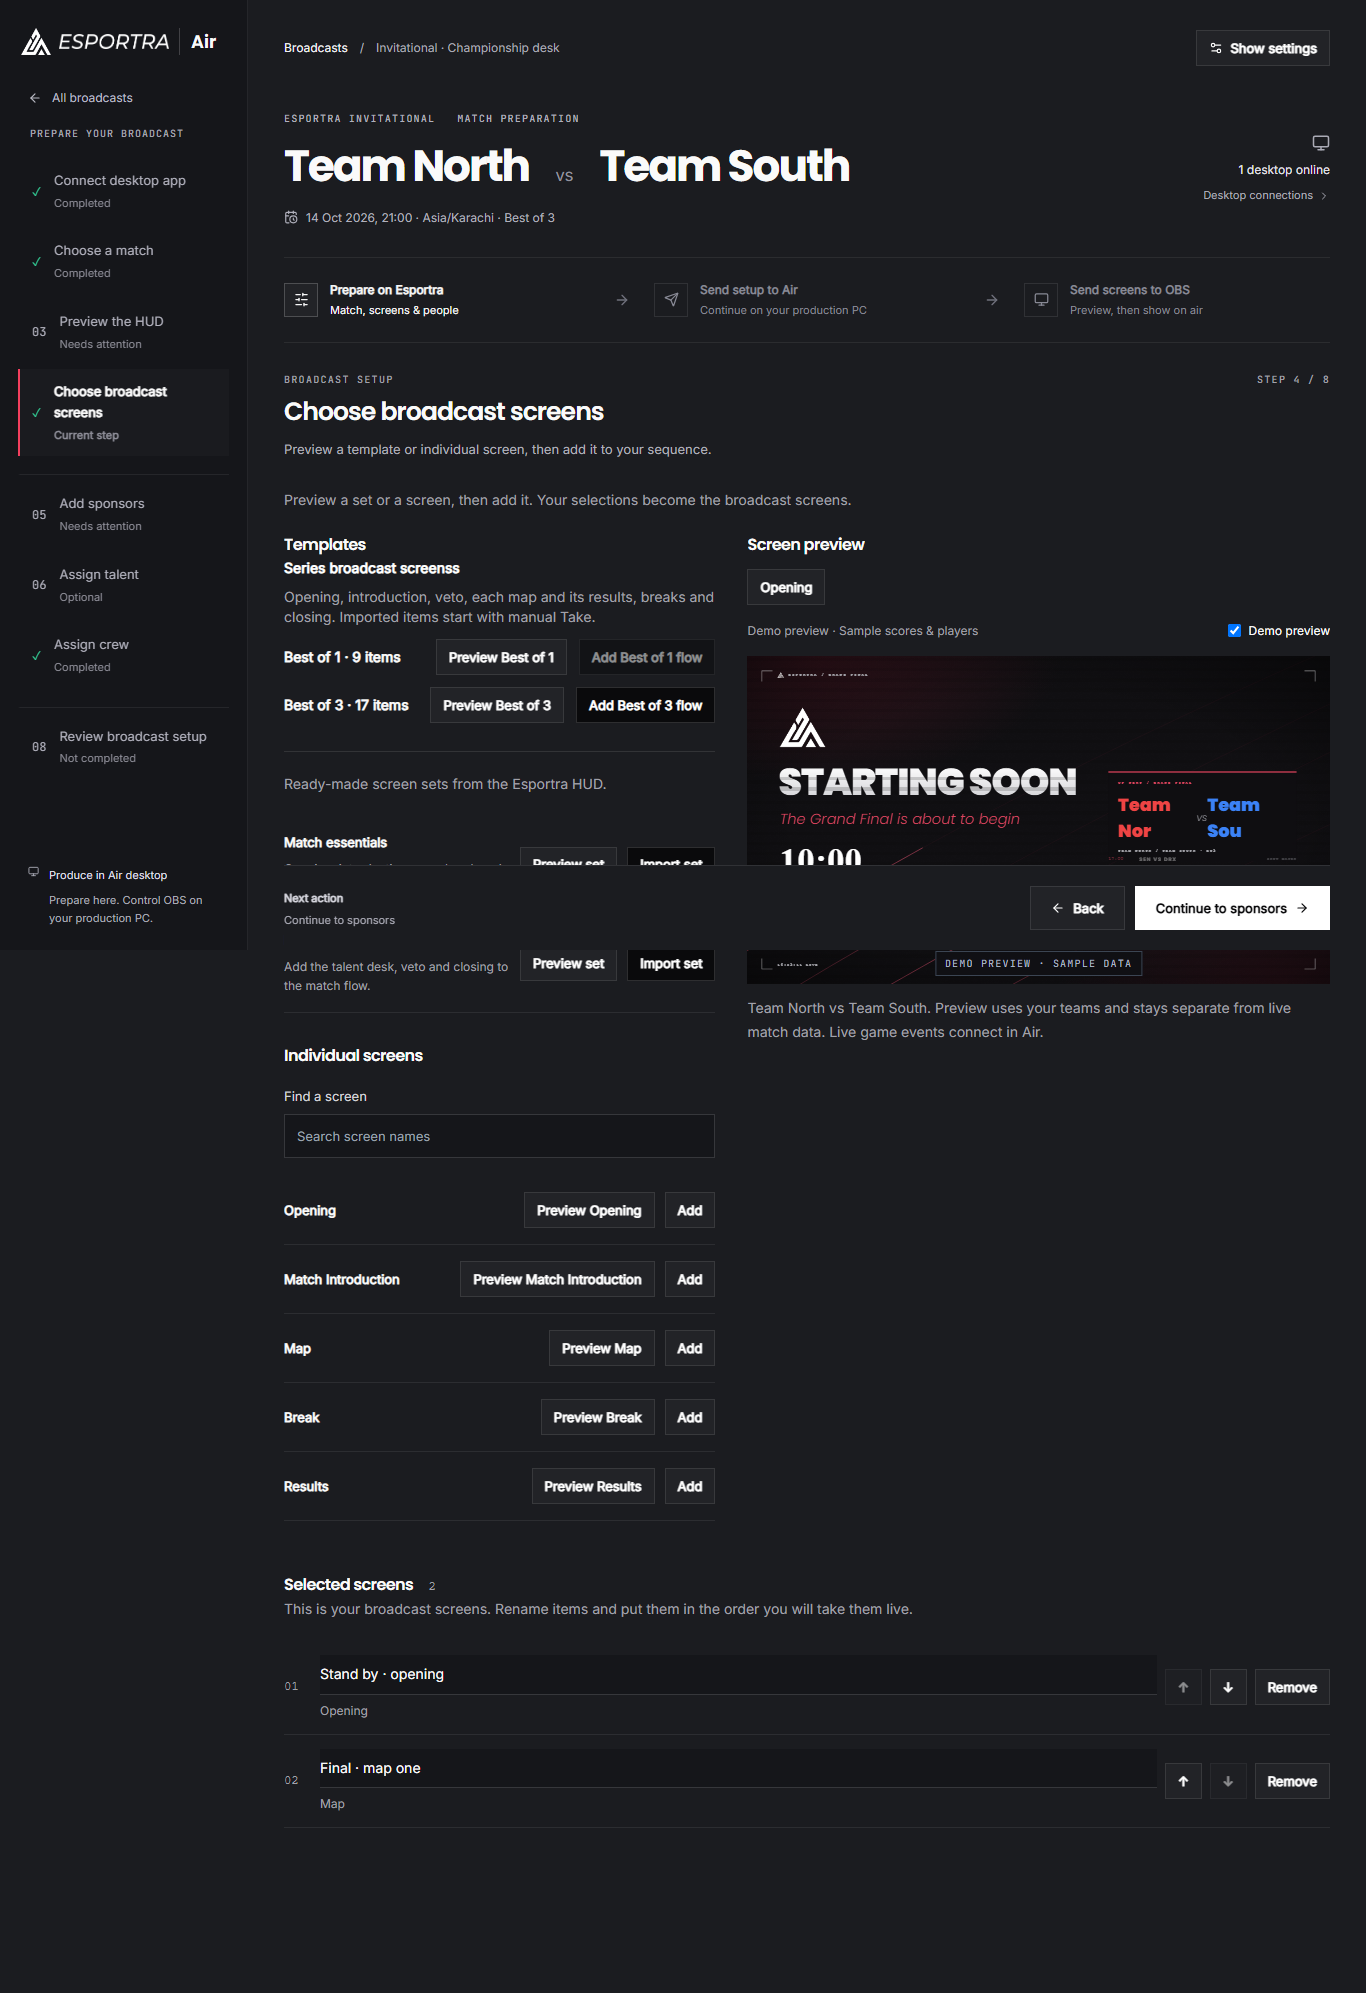 ESPORTRA Air
All broadcasts
PREPARE YOUR BROADCAST
Connect desktop app
Completed
Choose a match
Completed
03
Preview the HUD
Needs attention
Choose broadcast
screens
Current step
05
Add sponsors
Needs attention
06
Assign talent
Optional
Assign crew
Completed
08
Review broadcast setup
Not completed
Produce in Air desktop
Prepare here. Control OBS on
your production PC.
Broadcasts / Invitational · Championship desk
Show settings
ESPORTRA INVITATIONAL MATCH PREPARATION
Team North vs Team South
14 Oct 2026, 21:00 · Asia/Karachi · Best of 3
1 desktop online
Desktop connections
Prepare on Esportra
Match, screens & people
Send setup to Air
Continue on your production PC
Send screens to OBS
Preview, then show on air
BROADCAST SETUP
STEP 4 / 8
Choose broadcast screens
Preview a template or individual screen, then add it to your sequence.
Preview a set or a screen, then add it. Your selections become the broadcast screens.
Templates
Series broadcast screenss
Opening, introduction, veto, each map and its results, breaks and
closing. Imported items start with manual Take.
Best of 1 · 9 items
Preview Best of 1
Add Best of 1 flow
Best of 3 · 17 items
Preview Best of 3
Add Best of 3 flow
Ready-made screen sets from the Esportra HUD.
Match essentials
Preview set
Import set
Screen preview
Opening
Demo preview · Sample scores & players
Demo preview
STARTING SOON
The Grand Final is about to begin
10:00
Team
Nor
vs
Team
Sou
Next action
Continue to sponsors
Back
Continue to sponsors
Add the talent desk, veto and closing to
the match flow.
Preview set
Import set
DEMO PREVIEW · SAMPLE DATA
Team North vs Team South. Preview uses your teams and stays separate from live
match data. Live game events connect in Air.
Individual screens
Find a screen
Search screen names
Opening
Preview Opening
Add
Match Introduction
Preview Match Introduction
Add
Map
Preview Map
Add
Break
Preview Break
Add
Results
Preview Results
Add
Selected screens 2
This is your broadcast screens. Rename items and put them in the order you will take them live.
01
Stand by · opening
Opening
Remove
02
Final · map one
Map
Remove